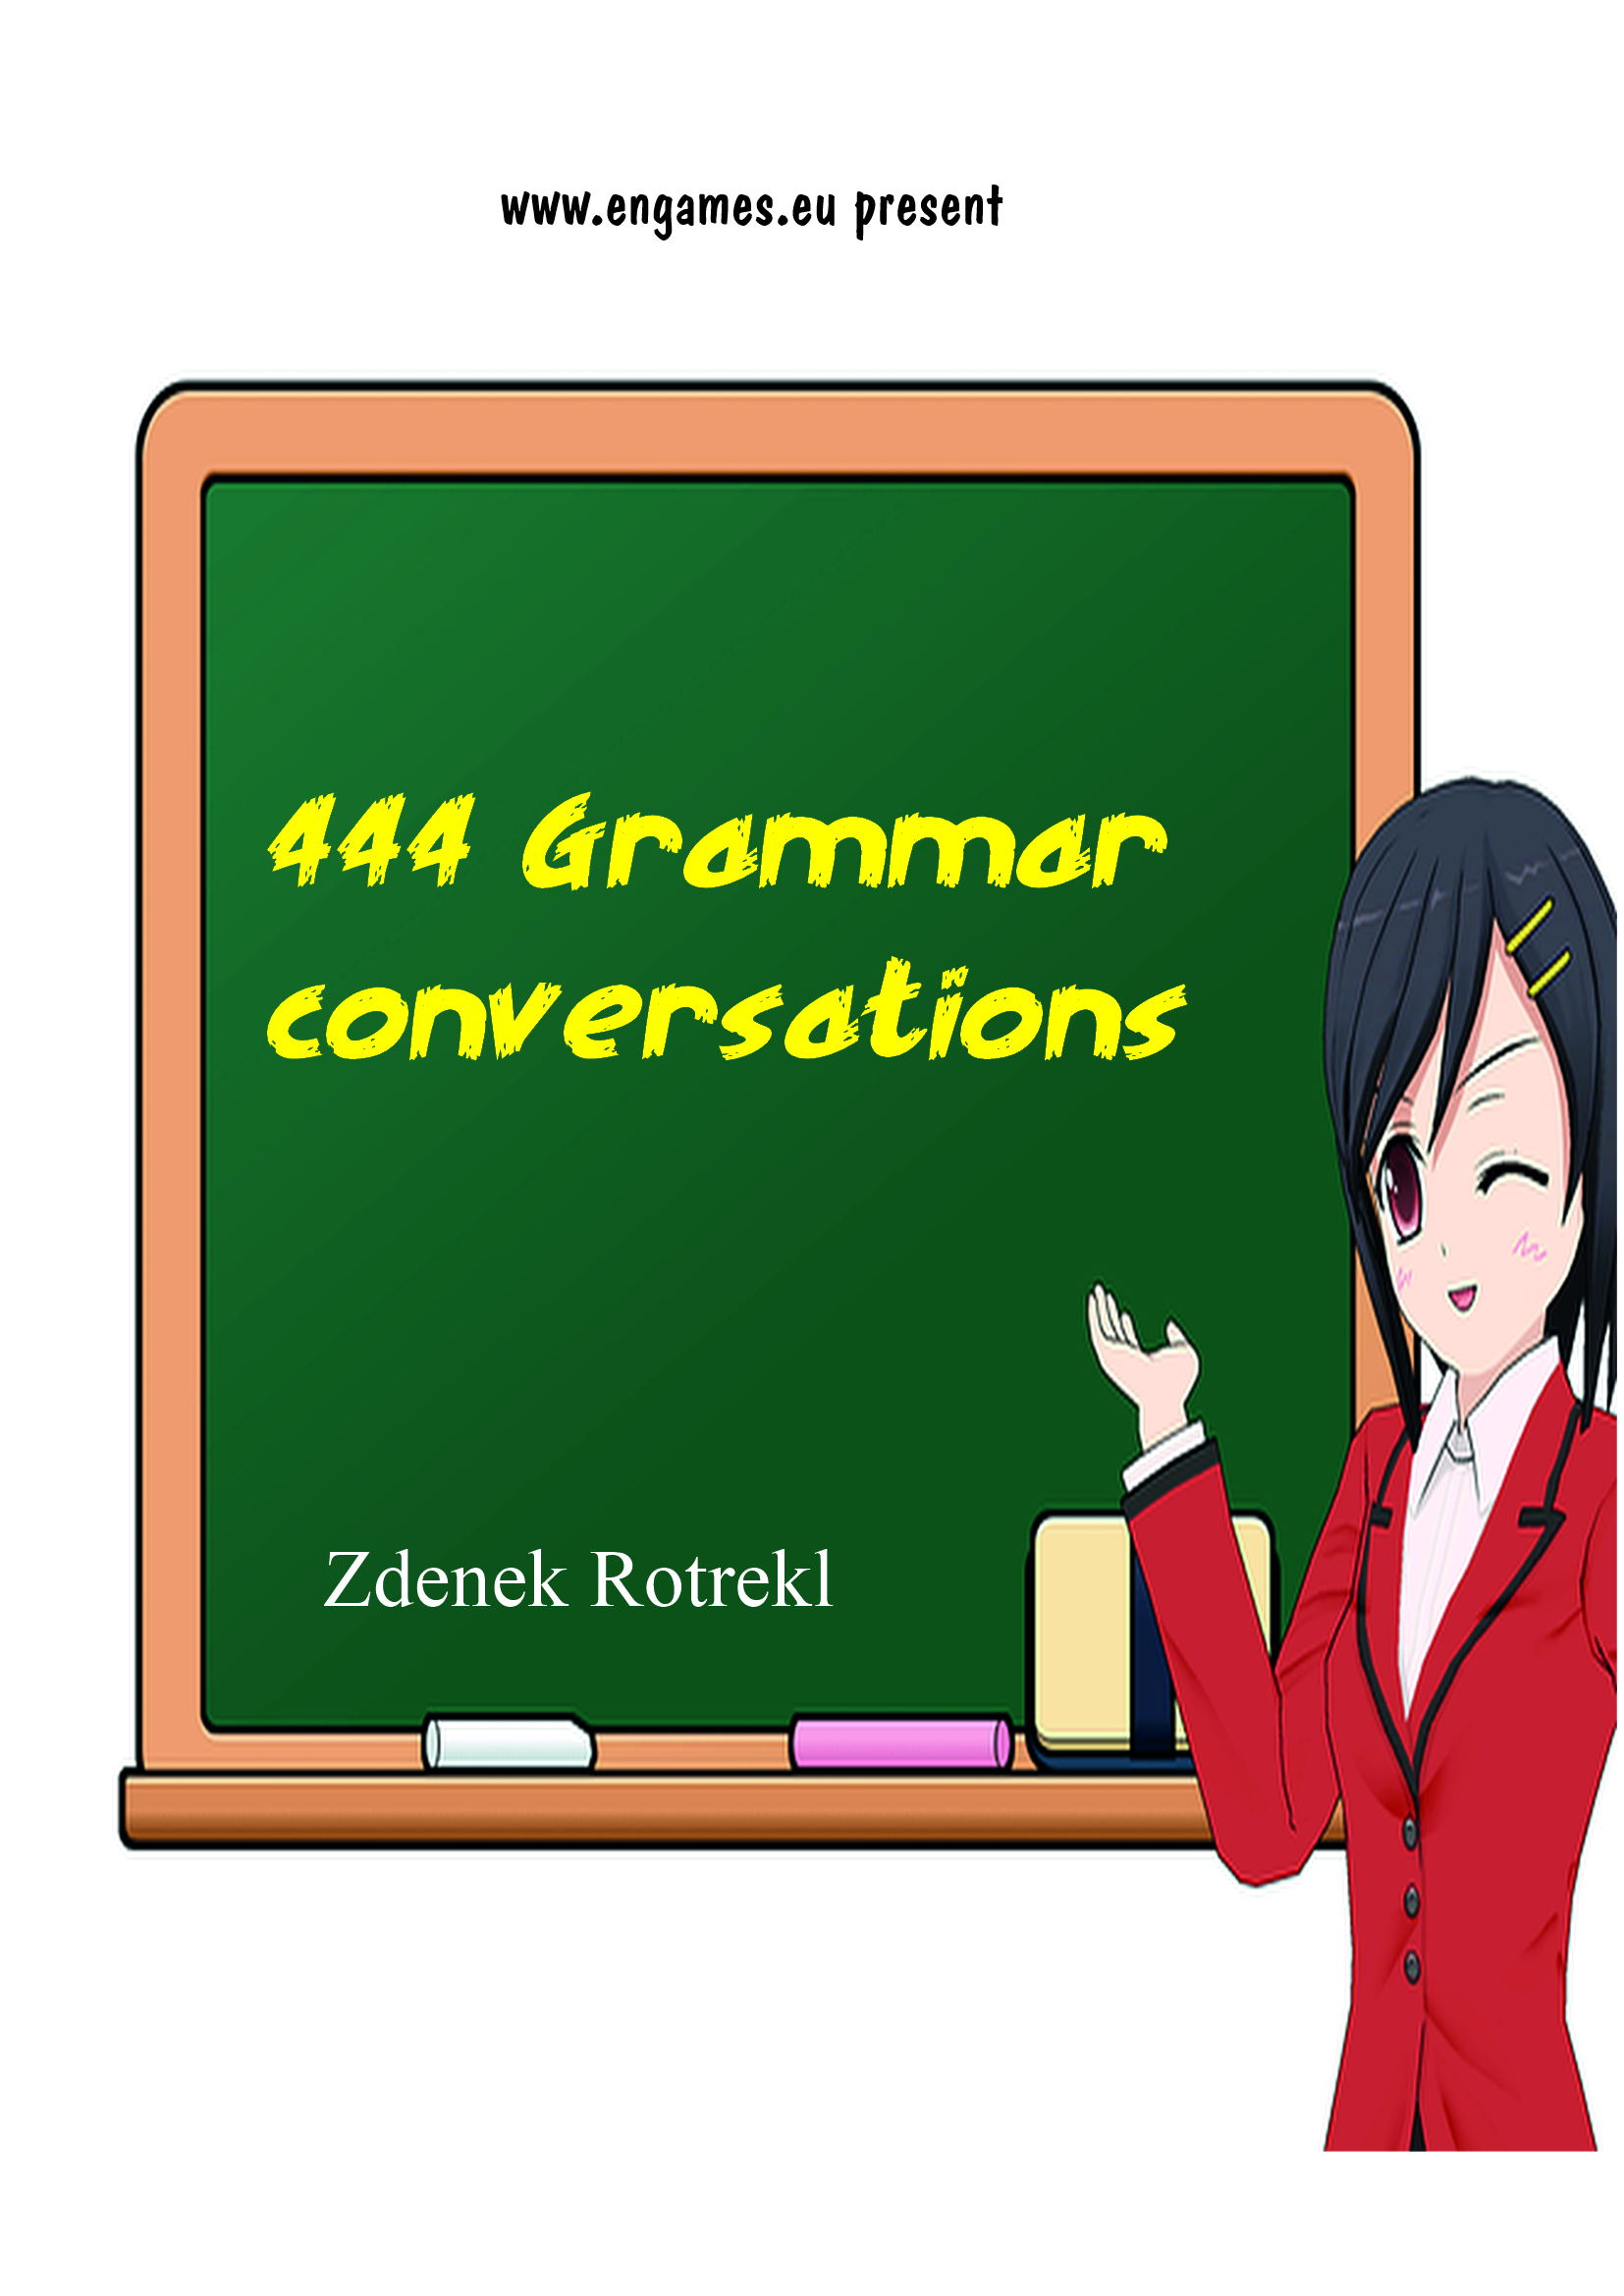 www.engames.eu present
444 Grammar
conversations
Zdenek Rotrekl